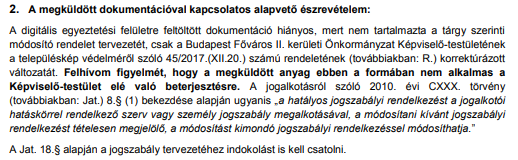 2. A megküldött dokumentációval kapcsolatos alapvető észrevételem:
A digitális egyeztetési felületre feltöltött dokumentáció hiányos, mert nem tartalmazta a tárgy szerinti
módosító rendelet tervezetét, csak a Budapest Főváros II. kerületi Önkormányzat Képviselő-testületének
a településkép védelméről szóló 45/2017.(XII.20.) számú rendeletének (továbbiakban: R.) korrektúrázott
változatát. Felhívom figyelmét, hogy a megküldött anyag ebben a formában nem alkalmas a
Képviselő-testület elé való beterjesztésre. A jogalkotásról szóló 2010. évi CXXX. törvény
(továbbiakban: Jat.) 8.§ (1) bekezdése alapján ugyanis „a hatályos jogszabályi rendelkezést a jogalkotói
hatáskörrel rendelkező szerv vagy személy jogszabály megalkotásával, a módosítani kívánt jogszabályi
rendelkezést tételesen megjelölő, a módosítást kimondó jogszabályi rendelkezéssel módosíthatja.”
A Jat. 18.§ alapján a jogszabály tervezetéhez indokolást is kell csatolni.